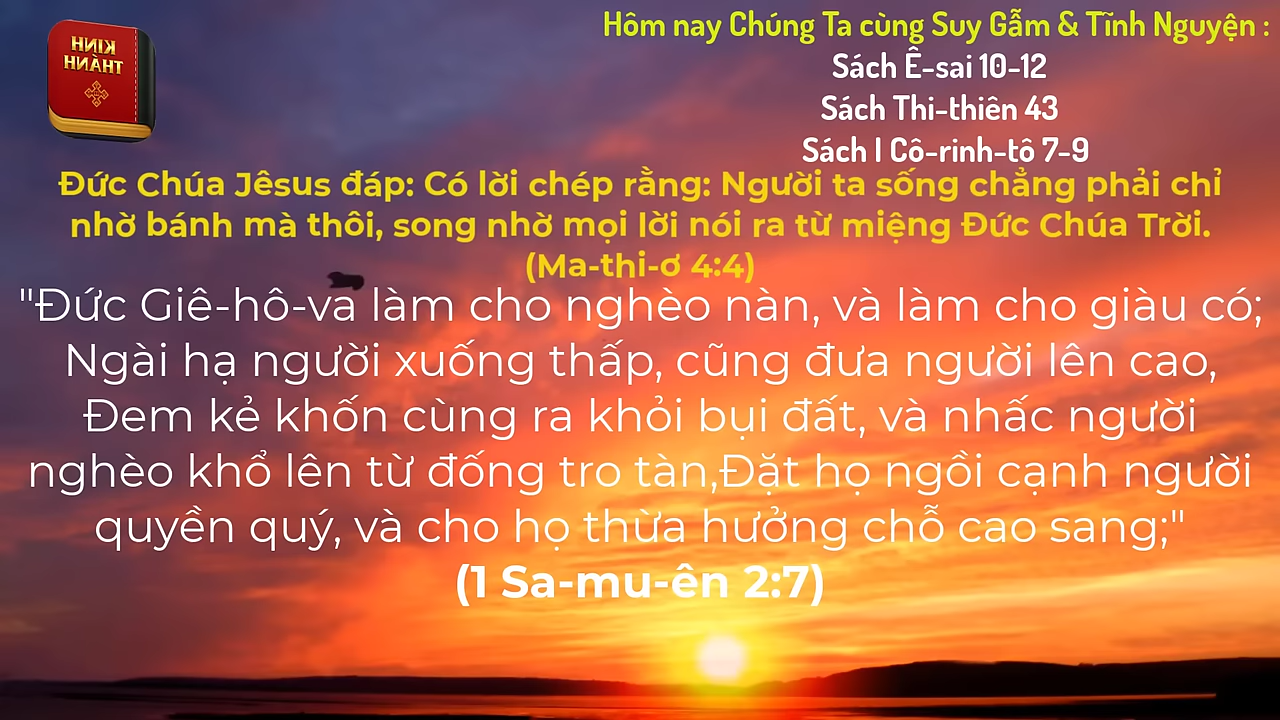 KINH
THÀNH
Hôm nay Chúng Ta cùng Suy Gẫm & Tĩnh Nguyện :
Sách Ê-sai 10-12
Sách Thi-thiên 43
Sách I Cô-rinh-tô 7-9
Đức Chúa Jêsus đáp: Có lời chép rằng: Người ta sống chẳng phải chỉ
nhờ bánh mà thôi, song nhờ mọi lời nói ra từ miệng Đức Chúa Trời.
(Ma-thi-ơ 4:4)
"Đức Giê-hô-va làm cho nghèo nàn, và làm cho giàu có;
Ngài hạ người xuống thấp, cũng đưa người lên cao,
Đem kẻ khốn cùng ra khỏi bụi đất, và nhấc người
nghèo khổ lên từ đống tro tàn,Đặt họ ngồi cạnh người
quyền quý, và cho họ thừa hưởng chỗ cao sang;"
(1 Sa-mu-ên 2:7)